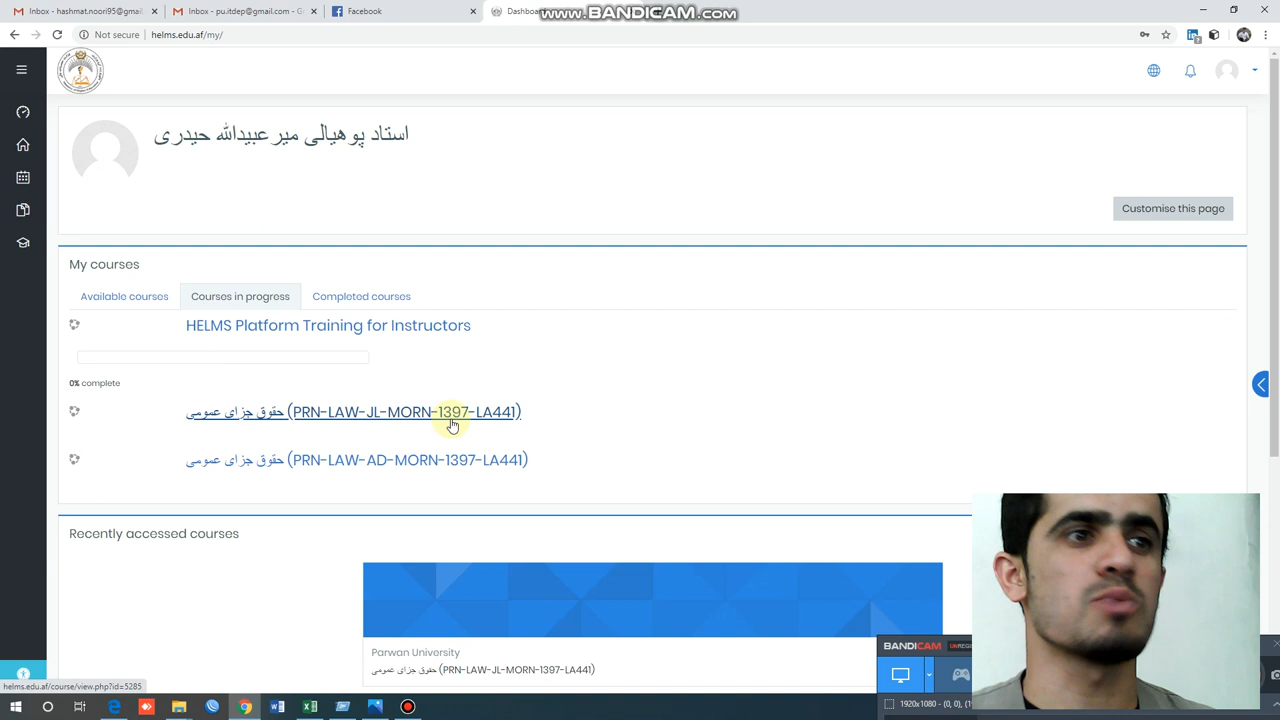 Inbox - hashmat.noori95@gmail
Inbox - pu.itdep@gmail.com - G
Facebook
Dashboard
www.BANDICAM.com
Not secure
helms.edu.af/my/
استاد پوهیالی میرعبیدالله حیدری
Customise this page
My courses
Available courses
Courses in progress
Completed courses
HELMS Platform Training for Instructors
0% complete
حقوق جزای عمومی (PRN-LAW-JL-MORN-1397-LA441)
حقوق جزای عمومی (PRN-LAW-AD-MORN-1397-LA441)
Recently accessed courses
Parwan University
حقوق جزای عمومی (PRN-LAW-JL-MORN-1397-LA441)
BANDICAM
helms.edu.af/course/view.php?id=5285
1920x1080 - (0, 0), (1